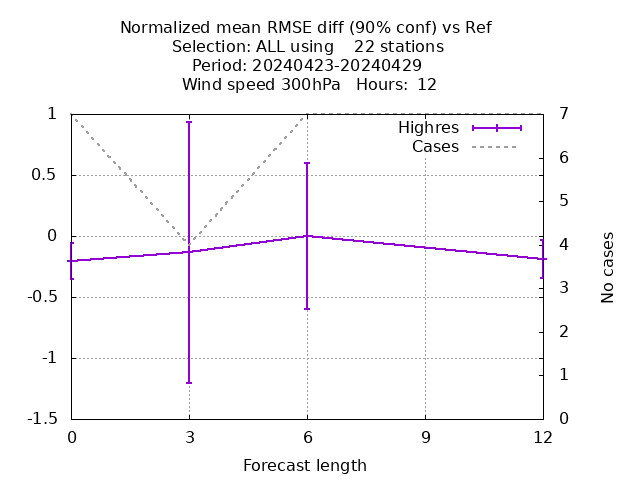 Normalized mean RMSE diff (90% conf) vs Ref
Selection: ALL using    22 stations
Period: 20240423-20240429
Wind speed 300hPa   Hours:  12
Highres
Cases
1
0.5
0
-0.5
-1
-1.5
7
6
5
4
3
2
1
0
No cases
0 3 6 9 12
Forecast length